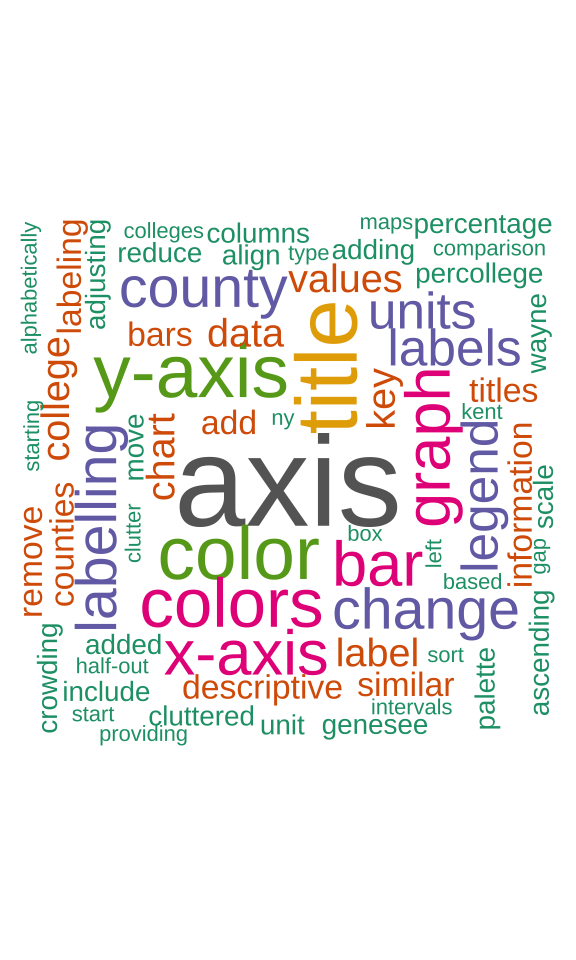 colleges
columns
maps
percentage
alphabetically
labeling
adjusting
reduce
align
type
adding
comparison
county
values
percollege
bars
data
title
units
labels
wayne
college
y-axis
key
titles
starting
move
chart
add
ny
graph
kent
labelling
axis
legend
information
scale
remove
counties
clutter
color
box
bar
left
gap
based
colors
change
ascending
crowding
added
half-out
x-axis
label
sort
palette
include
descriptive
similar
start
cluttered
unit
genesee
intervals
providing